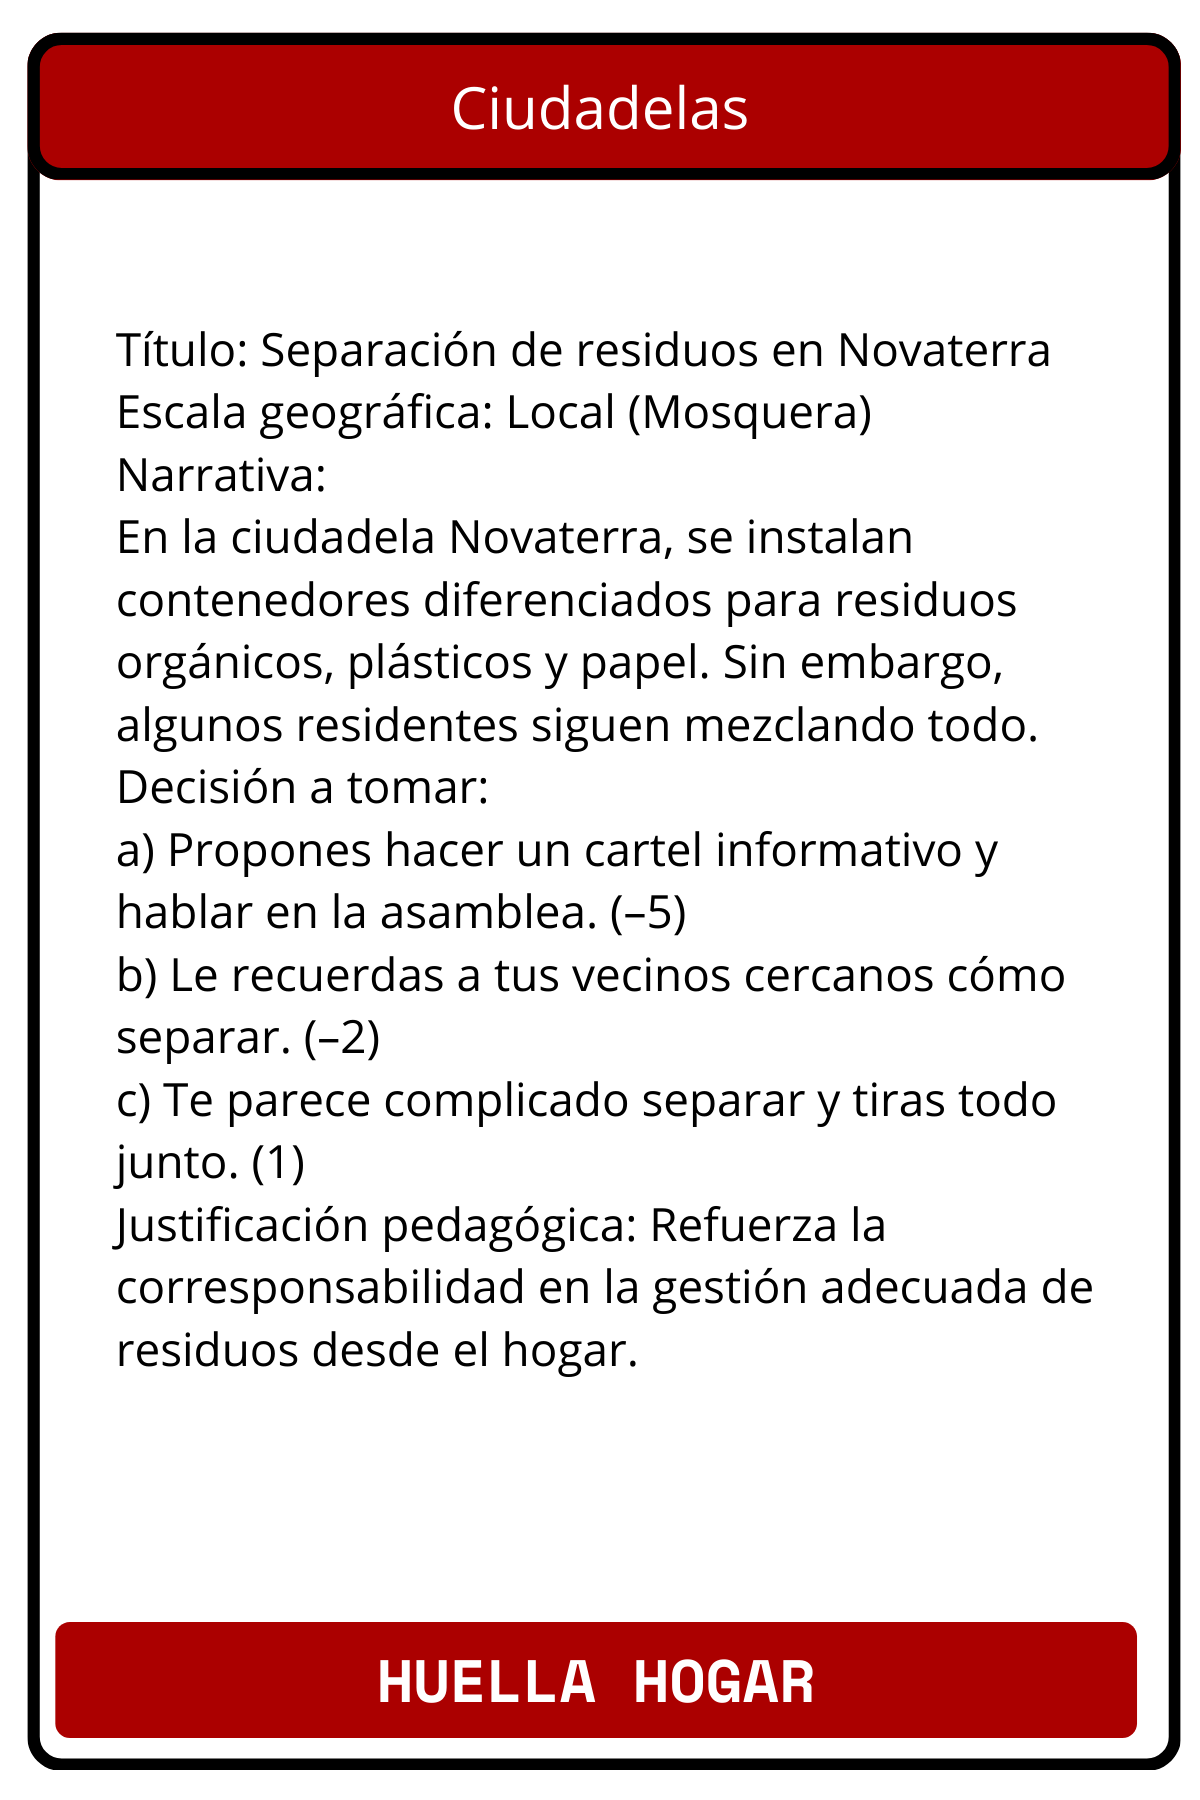 Ciudadelas
Título: Separación de residuos en Novaterra
Escala geográfica: Local (Mosquera)
Narrativa:
En la ciudadela Novaterra, se instalan
contenedores diferenciados para residuos
orgánicos, plásticos y papel. Sin embargo,
algunos residentes siguen mezclando todo.
Decisión a tomar:
a) Propones hacer un cartel informativo y
hablar en la asamblea. (–5)
b) Le recuerdas a tus vecinos cercanos cómo
separar. (–2)
c) Te parece complicado separar y tiras todo
junto. (1)
Justificación pedagógica: Refuerza la
corresponsabilidad en la gestión adecuada de
residuos desde el hogar.
HUELLA HOGAR